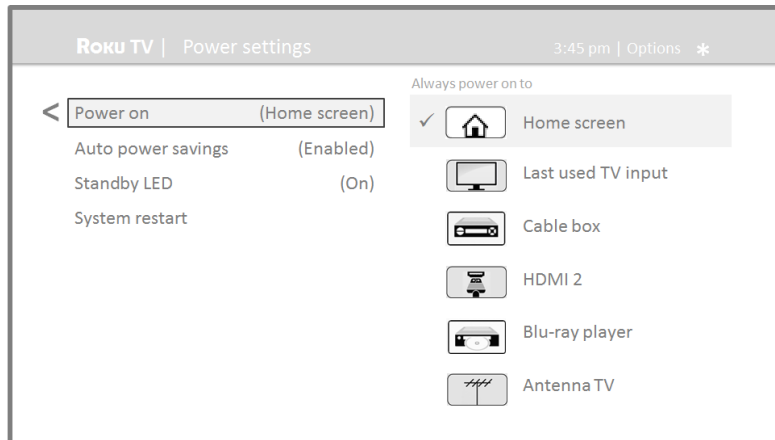 Roku TV | Power settings
3:45 pm | Options *
Always power on to
< Power on (Home screen)
Auto power savings (Enabled)
Standby LED (On)
System restart
✓ Home screen
Last used TV input
Cable box
HDMI 2
Blu-ray player
Antenna TV